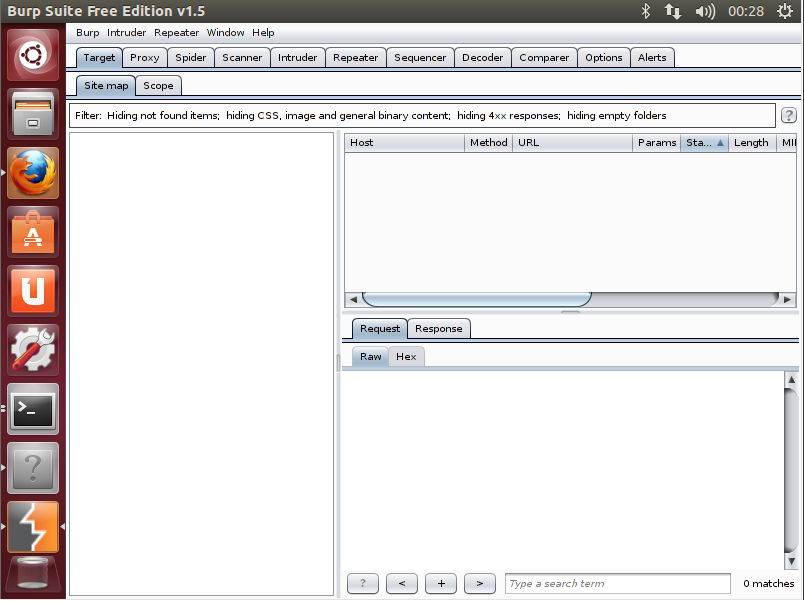 Burp Suite Free Edition v1.5 00:28
Burp Intruder Repeater Window Help
Target Proxy Spider Scanner Intruder Repeater Sequencer Decoder Comparer Options Alerts
Site map Scope
Filter: Hiding not found items; hiding CSS, image and general binary content; hiding 4xx responses; hiding empty folders ?
Host Method URL Params Sta... Length MI
Request Response
Raw Hex
? < + > Type a search term 0 matches